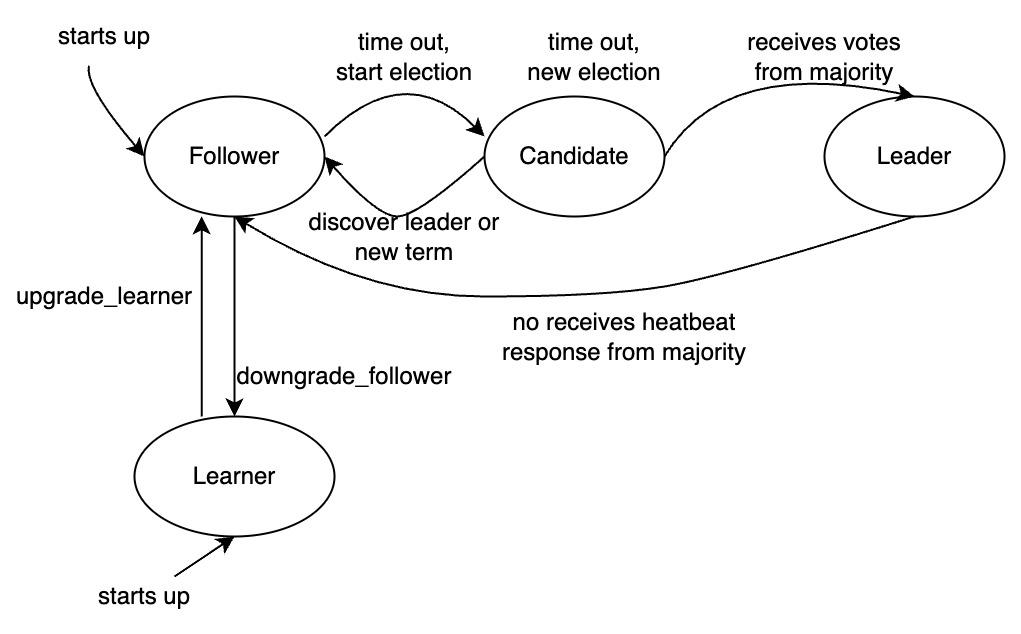 starts up
time out,
start election
time out,
new election
receives votes
from majority
Follower
Candidate
Leader
discover leader or
new term
upgrade_learner
no receives heatbeat
response from majority
downgrade_follower
Learner
starts up